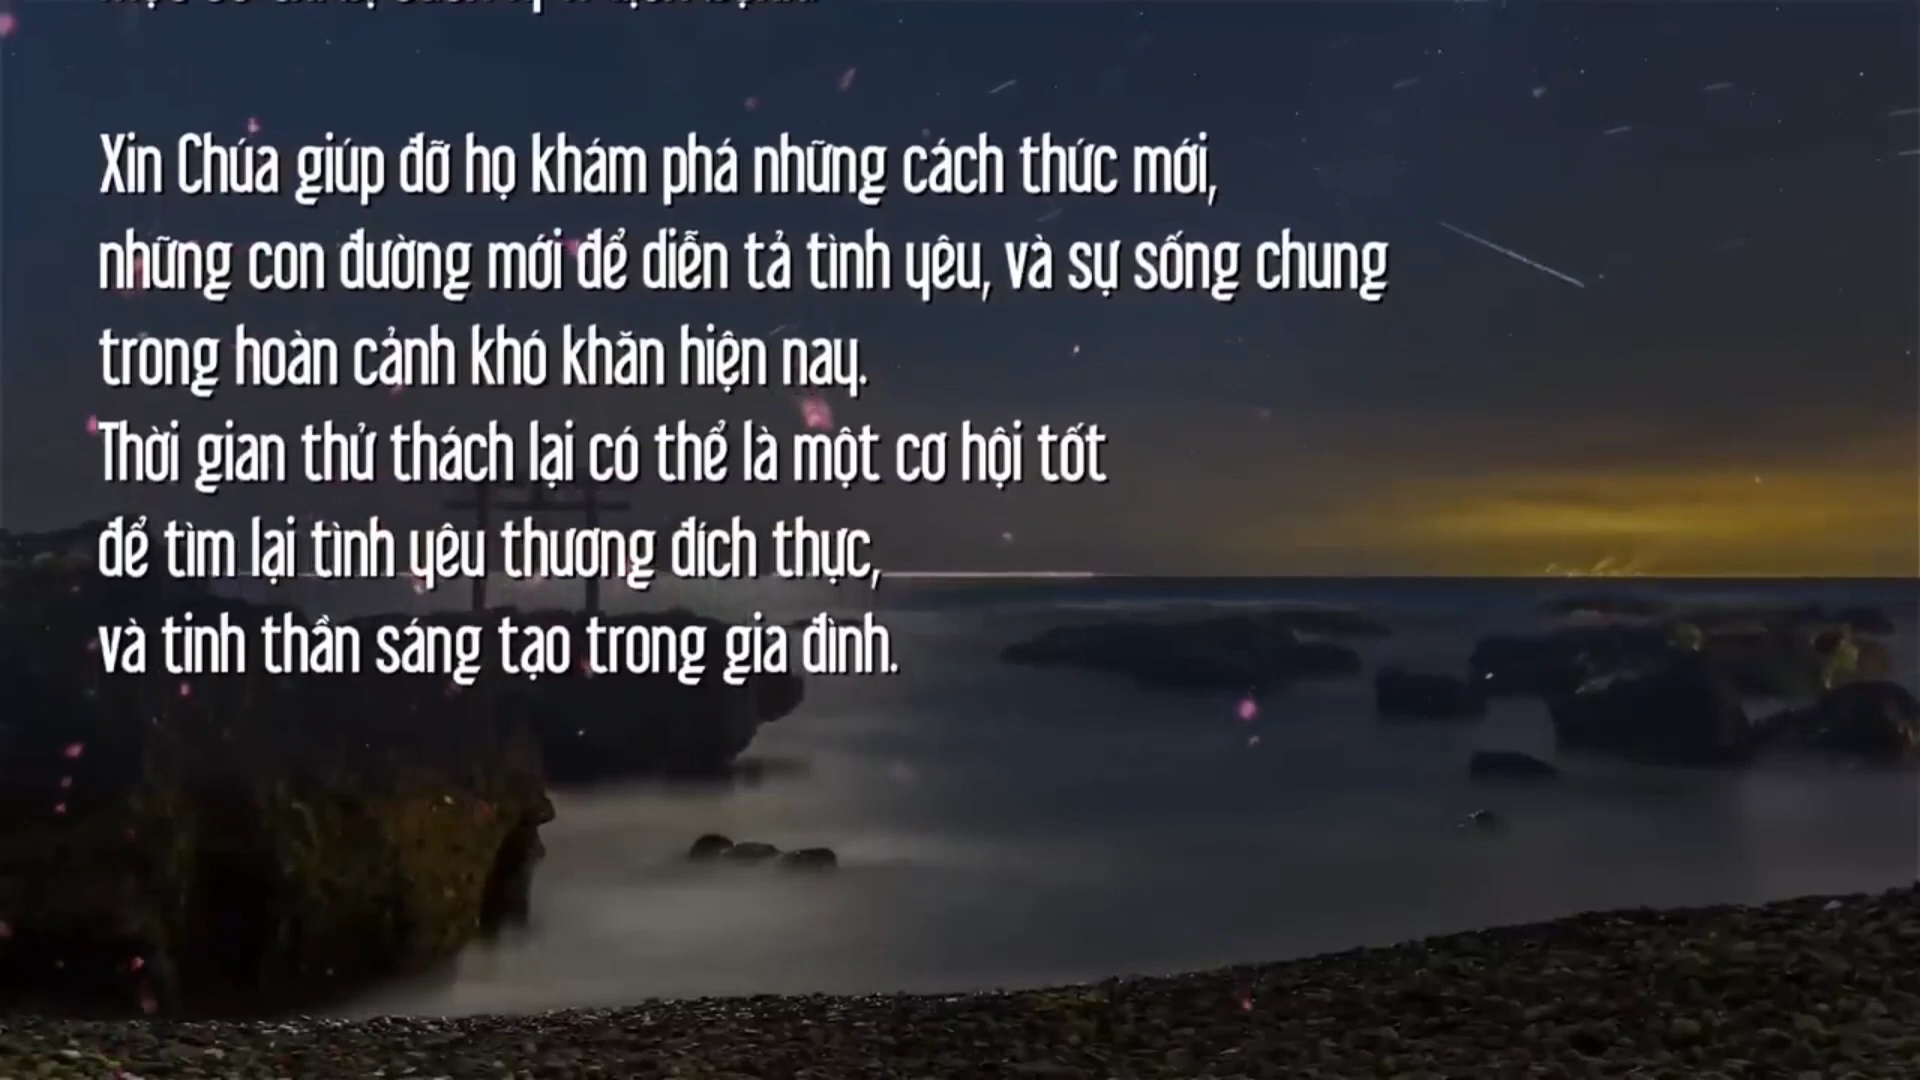 Xin Chúa giúp đỡ họ khám phá những cách thức mới,
những con đường mới để diễn tả tình yêu, và sự sống chung
trong hoàn cảnh khó khăn hiện nay.
Thời gian thử thách lại có thể là một cơ hội tốt
để tìm lại tình yêu thương đích thực,
và tinh thần sáng tạo trong gia đình.